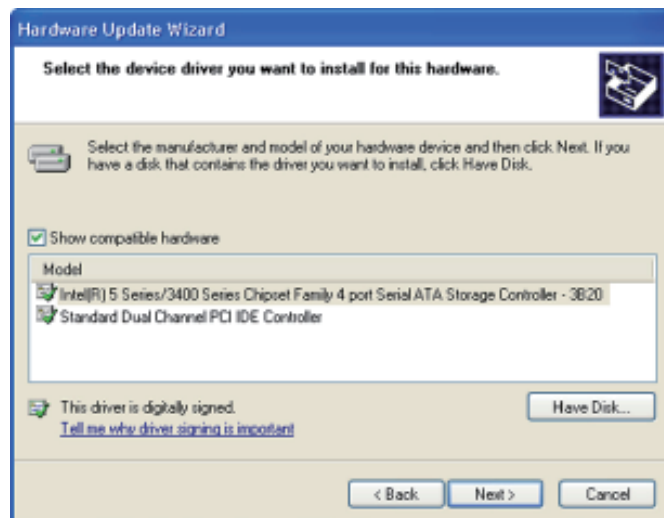 Hardware Update Wizard
Select the device driver you want to install for this hardware.
Select the manufacturer and model of your hardware device and then click Next. If you
have a disk that contains the driver you want to install, click Have Disk.
Show compatible hardware
Model
Intel(R) 5 Series/3400 Series Chipset Family 4 port Serial ATA Storage Controller - 3B20
Standard Dual Channel PCI IDE Controller
This driver is digitally signed.
Have Disk...
Tell me why driver signing is important
< Back
Next >
Cancel